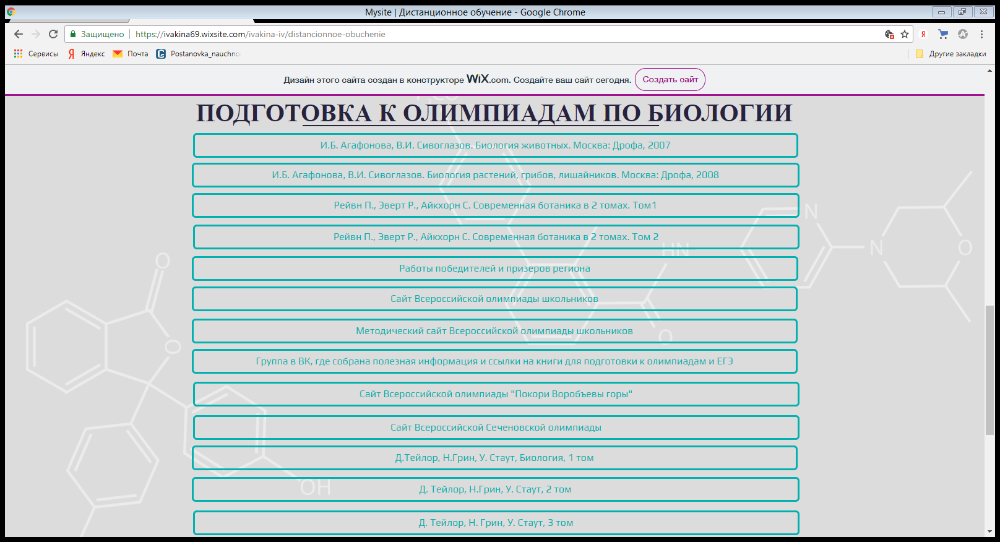 Mysite | Дистанционное обучение - Google Chrome
Защищено
https://ivakina69.wixsite.com/ivakina-iv/distancionnoe-obuchenie
Сервисы
Яндекс
Почта
Postanovka_nauchno
Другие закладки
Дизайн этого сайта создан в конструкторе WiX.com. Создайте ваш сайт сегодня.
Создать сайт
ПОДГОТОВКА К ОЛИМПИАДАМ ПО БИОЛОГИИ
И.Б. Агафонова, В.И. Сивоглазов. Биология животных. Москва: Дрофа, 2007
И.Б. Агафонова, В.И. Сивоглазов. Биология растений, грибов, лишайников. Москва: Дрофа, 2008
Рейвн П., Эверт Р., Айкхорн С. Современная ботаника в 2 томах. Том1
Рейвн П., Эверт Р., Айкхорн С. Современная ботаника в 2 томах. Том 2
Работы победителей и призеров региона
Сайт Всероссийской олимпиады школьников
Методический сайт Всероссийской олимпиады школьников
Группа в ВК, где собрана полезная информация и ссылки на книги для подготовки к олимпиадам и ЕГЭ
Сайт Всероссийской олимпиады "Покори Воробъевы горы"
Сайт Всероссийской Сеченовской олимпиады
Д.Тейлор, Н.Грин, У. Стаут, Биология, 1 том
Д. Тейлор, Н.Грин, У. Стаут, 2 том
Д. Тейлор, Н. Грин, У. Стаут, 3 том
N
HN
N
O
O
O
O
OH